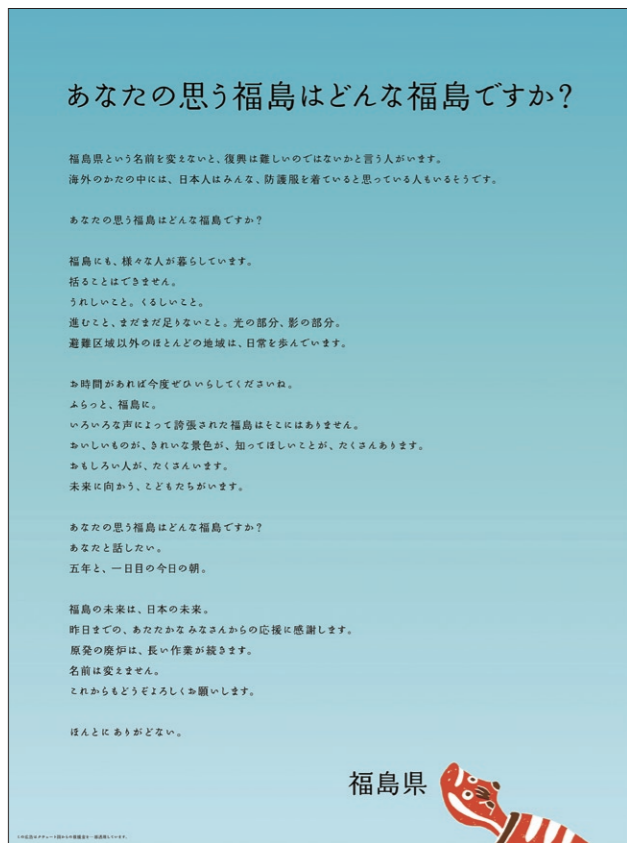 あなたの思う福島はどんな福島ですか？
福島県という名前を変えないと、復興は難しいのではないかと言う人がいます。
海外のかたの中には、日本人はみんな、防護服を着ていると思っている人もいるそうです。
あなたの思う福島はどんな福島ですか？
福島にも、様々な人が暮らしています。
括ることはできません。
うれしいこと。くるしいこと。
進むこと、まだまだ足りないこと。光の部分、影の部分。
避難区域以外のほとんどの地域は、日常を歩んでいます。
お時間があれば今度ぜひいらしてくださいね。
ふらっと、福島に。
いろいろな声によって誇張された福島はそこにはありません。
おいしいものが、きれいな景色が、知ってほしいことが、たくさんあります。
おもしろい人が、たくさんいます。
未来に向かう、こどもたちがいます。
あなたの思う福島はどんな福島ですか？
あなたと話したい。
五年と、一日目の今日の朝。
福島の未来は、日本の未来。
昨日までの、あたたかなみなさんからの応援に感謝します。
原発の廃炉は、長い作業が続きます。
名前は変えません。
これからもどうぞよろしくお願いします。
ほんとにありがどない。
福島県